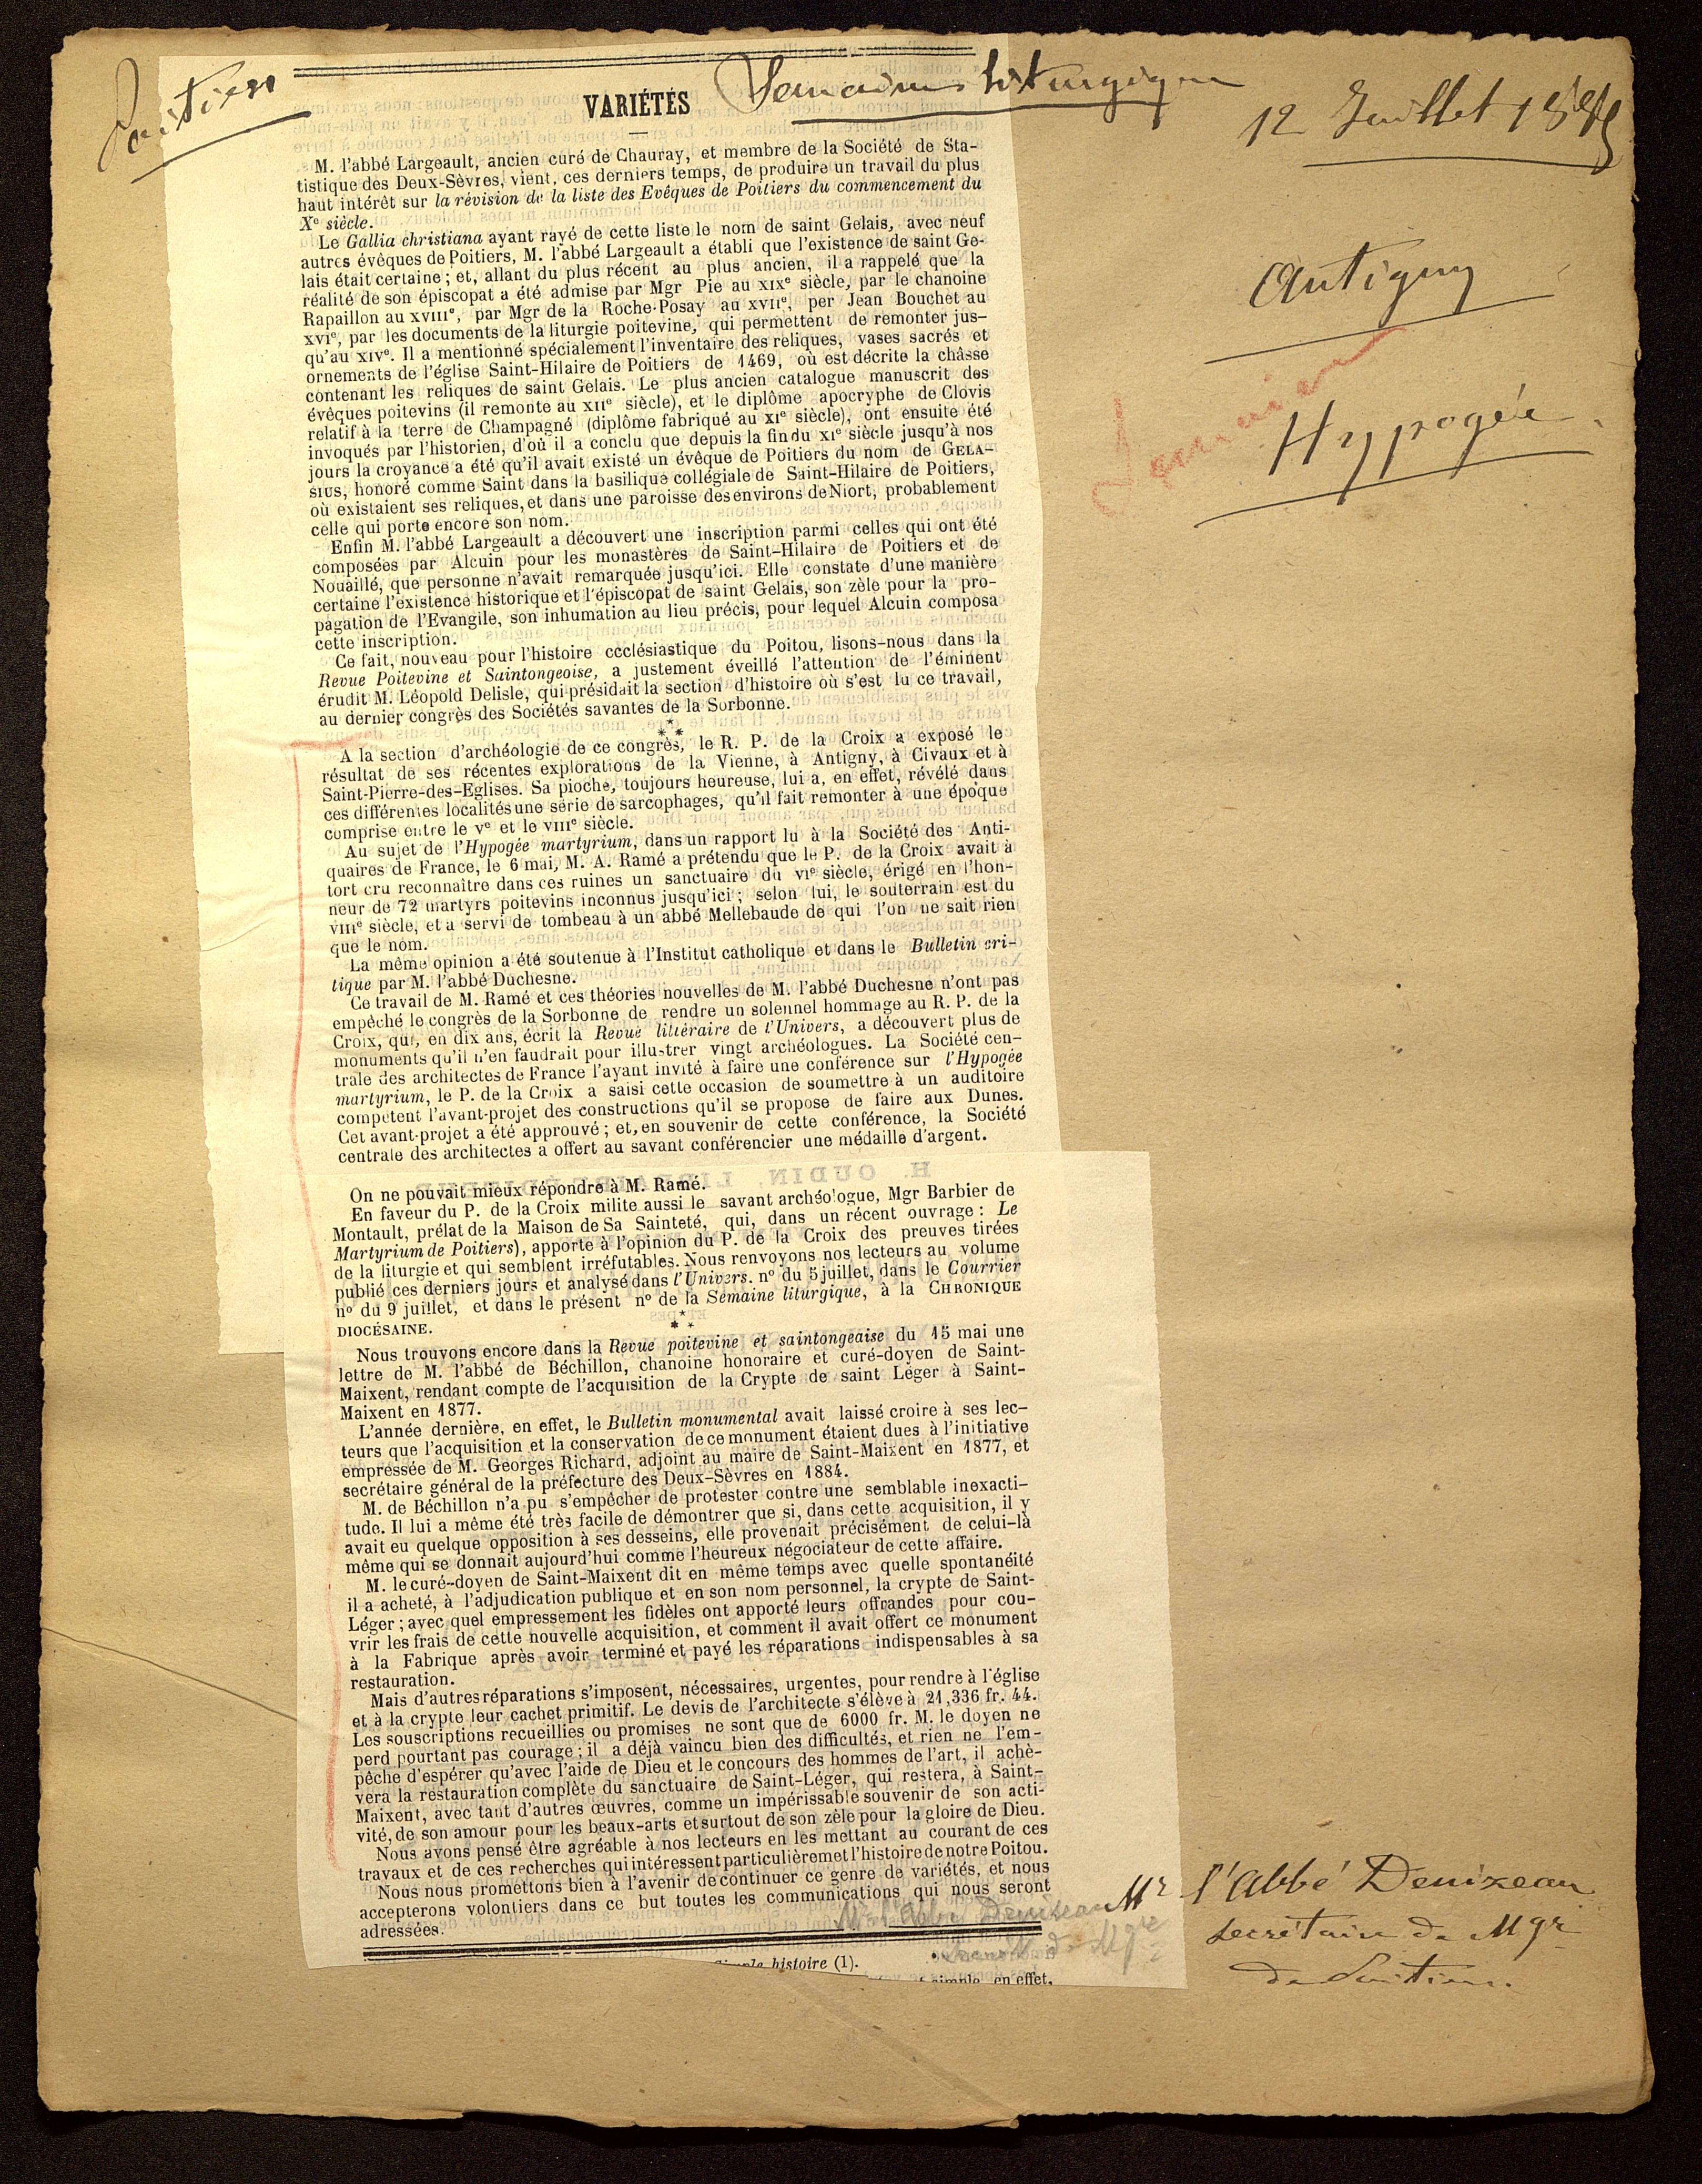 Poitiers
Semaine liturgique
12 Juillet 1885
VARIÉTÉS
M. l'abbé Largeault, ancien curé de Chauray, et membre de la Société de Sta-
tistique des Deux-Sèvres, vient, ces derniers temps, de produire un travail du plus
haut intérêt sur la révision de la liste des Evêques de Poitiers du commencement du
Xe siècle.
Le Gallia christiana ayant rayé de cette liste le nom de saint Gelais, avec neuf
autres évêques de Poitiers, M. l'abbé Largeault a établi que l'existence de saint Ge-
lais était certaine ; et, allant du plus récent au plus ancien, il a rappelé que la
réalité de son épiscopat a été admise par Mgr Pie au XIXe siècle, par le chanoine
Rapaillon au XVIIIe, par Mgr de la Roche-Posay au XVIIe, per Jean Bouchet au
XVIe, par les documents de la liturgie poitevine, qui permettent de remonter jus-
qu'au XIVe. Il a mentionné spécialement l'inventaire des reliques, vases sacrés et
ornements de l'église Saint-Hilaire de Poitiers de 1469, où est décrite la châsse
contenant les reliques de saint Gelais. Le plus ancien catalogue manuscrit des
évêques poitevins (il remonte au XIIe siècle), et le diplôme apocryphe de Clovis
relatif à la terre de Champagné (diplôme fabriqué au XIe siècle), ont ensuite été
invoqués par l'historien, d'où il a conclu que depuis la fin du XIe siècle jusqu'à nos
jours la croyance a été qu'il avait existé un évêque de Poitiers du nom de GELA-
SIUS, honoré comme Saint dans la basilique collégiale de Saint-Hilaire de Poitiers,
où existaient ses reliques, et dans une paroisse des environs de Niort, probablement
celle qui porte encore son nom.
Enfin M. l'abbé Largeault a découvert une inscription parmi celles qui ont été
composées par Alcuin pour les monastères de Saint-Hilaire de Poitiers et de
Nouaillé, que personne n'avait remarquée jusqu'ici. Elle constate d'une manière
certaine l'existence historique et l'épiscopat de saint Gelais, son zèle pour la pro-
pagation de l'Evangile, son inhumation au lieu précis, pour lequel Alcuin composa
cette inscription.
Ce fait, nouveau pour l'histoire ecclésiastique du Poitou, lisons-nous dans la
Revue Poitevine et Saintongeoise, a justement éveillé l'attention de l'éminent
érudit M. Léopold Delisle, qui présidait la section d'histoire où s'est lu ce travail,
au dernier congrès des Sociétés savantes de la Sorbonne.
* * *
A la section d'archéologie de ce congrès, le R. P. de la Croix a exposé le
résultat de ses récentes explorations de la Vienne, à Antigny, à Civaux et à
Saint-Pierre-des-Eglises. Sa pioche, toujours heureuse, lui a, en effet, révélé dans
ces différentes localités une série de sarcophages, qu'il fait remonter à une époque
comprise entre le Ve et le VIIIe siècle.
Au sujet de l'Hypogée martyrium, dans un rapport lu à la Société des Anti-
quaires de France, le 6 mai, M. A. Ramé a prétendu que le P. de la Croix avait à
tort cru reconnaître dans ces ruines un sanctuaire du VIe siècle, érigé en l'hon-
neur de 72 martyrs poitevins inconnus jusqu'ici ; selon lui, le souterrain est du
VIIIe siècle, et a servi de tombeau à un abbé Mellebaude de qui l'on ne sait rien
que le nom.
La même opinion a été soutenue à l'Institut catholique et dans le Bulletin cri-
tique par M. l'abbé Duchesne.
Ce travail de M. Ramé et ces théories nouvelles de M. l'abbé Duchesne n'ont pas
empêché le congrès de la Sorbonne de rendre un solennel hommage au R. P. de la
Croix, qui, en dix ans, écrit la Revue littéraire de l'Univers, a découvert plus de
monuments qu'il n'en faudrait pour illustrer vingt archéologues. La Société cen-
trale des architectes de France l'ayant invité à faire une conférence sur l'Hypogée
martyrium, le P. de la Croix a saisi cette occasion de soumettre à un auditoire
compétent l'avant-projet des constructions qu'il se propose de faire aux Dunes.
Cet avant-projet a été approuvé ; et, en souvenir de cette conférence, la Société
centrale des architectes a offert au savant conférencier une médaille d'argent.
On ne pouvait mieux répondre à M. Ramé.
En faveur du P. de la Croix milite aussi le savant archéologue, Mgr Barbier de
Montault, prélat de la Maison de Sa Sainteté, qui, dans un récent ouvrage : Le
Martyrium de Poitiers), apporte à l'opinion du P. de la Croix des preuves tirées
de la liturgie et qui semblent irréfutables. Nous renvoyons nos lecteurs au volume
publié ces derniers jours et analysé dans l'Univers. no du 5 juillet, dans le Courrier
no du 9 juillet, et dans le présent no de la Semaine liturgique, à la CHRONIQUE
DIOCÉSAINE.
* * *
Nous trouvons encore dans la Revue poitevine et saintongeaise du 15 mai une
lettre de M. l'abbé de Béchillon, chanoine honoraire et curé-doyen de Saint-
Maixent, rendant compte de l'acquisition de la Crypte de saint Léger à Saint-
Maixent en 1877.
L'année dernière, en effet, le Bulletin monumental avait laissé croire à ses lec-
teurs que l'acquisition et la conservation de ce monument étaient dues à l'initiative
empressée de M. Georges Richard, adjoint au maire de Saint-Maixent en 1877, et
secrétaire général de la préfecture des Deux-Sèvres en 1884.
M. de Béchillon n'a pu s'empêcher de protester contre une semblable inexacti-
tude. Il lui a même été très facile de démontrer que si, dans cette acquisition, il y
avait eu quelque opposition à ses desseins, elle provenait précisément de celui-là
même qui se donnait aujourd'hui comme l'heureux négociateur de cette affaire.
M. le curé-doyen de Saint-Maixent dit en même temps avec quelle spontanéité
il a acheté, à l'adjudication publique et en son nom personnel, la crypte de Saint-
Léger ; avec quel empressement les fidèles ont apporté leurs offrandes pour cou-
vrir les frais de cette nouvelle acquisition, et comment il avait offert ce monument
à la Fabrique après avoir terminé et payé les réparations indispensables à sa
restauration.
Mais d'autres réparations s'imposent, nécessaires, urgentes, pour rendre à l'église
et à la crypte leur cachet primitif. Le devis de l'architecte s'élève à 21,336 fr. 44.
Les souscriptions recueillies ou promises ne sont que de 6000 fr. M. le doyen ne
perd pourtant pas courage ; il a déjà vaincu bien des difficultés, et rien ne l'em-
pêche d'espérer qu'avec l'aide de Dieu et le concours des hommes de l'art, il achè-
vera la restauration complète du sanctuaire de Saint-Léger, qui restera, à Saint-
Maixent, avec tant d'autres œuvres, comme un impérissable souvenir de son acti-
vité, de son amour pour les beaux-arts et surtout de son zèle pour la gloire de Dieu.
Nous avons pensé être agréable à nos lecteurs en les mettant au courant de ces
travaux et de ces recherches qui intéressent particulièremet l'histoire de notre Poitou.
Nous nous promettons bien à l'avenir de continuer ce genre de variétés, et nous
accepterons volontiers dans ce but toutes les communications qui nous seront
adressées.
histoire (1).
simple, en effet,
Antigny
Hypogée
Mr l'Abbé Denizeau
secrétaire de Mgr
de Poitiers.